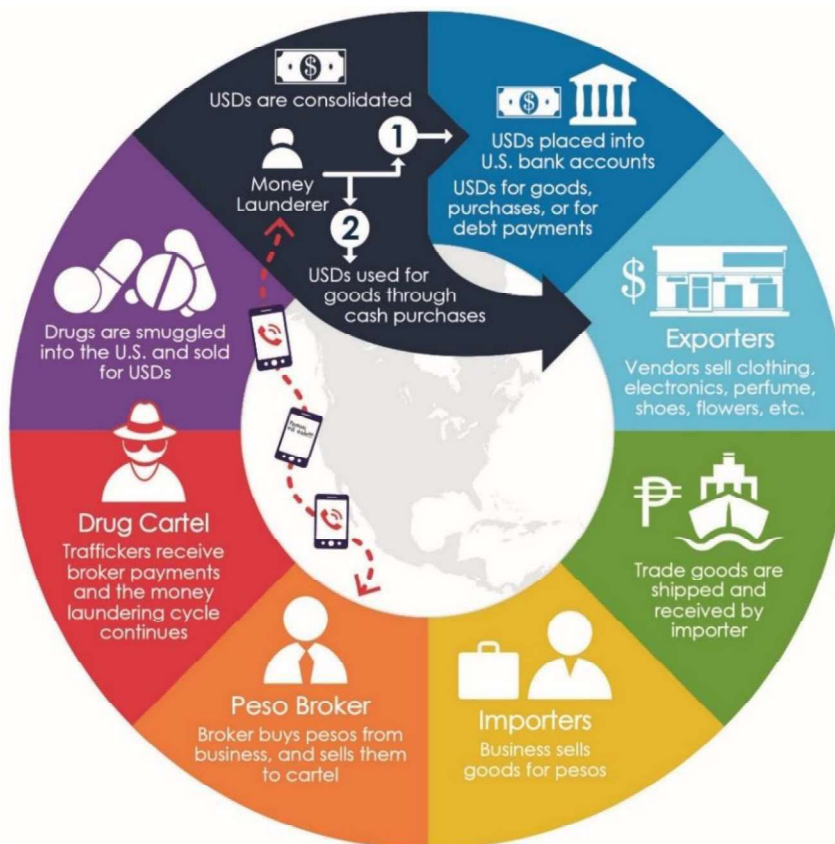 USDs are consolidated
1
Money
Launderer
2
USDs used for
goods through
cash purchases
USDs placed into
U.S. bank accounts
USDs for goods,
purchases, or for
debt payments
$
Exporters
Vendors sell clothing,
electronics, perfume,
shoes, flowers, etc.
₱
Trade goods are
shipped and
received by
importer
Importers
Business sells
goods for pesos
Peso Broker
Broker buys pesos from
business, and sells them
to cartel
Drug Cartel
Traffickers receive
broker payments
and the money
laundering cycle
continues
Drugs are smuggled
into the U.S. and sold
for USDs